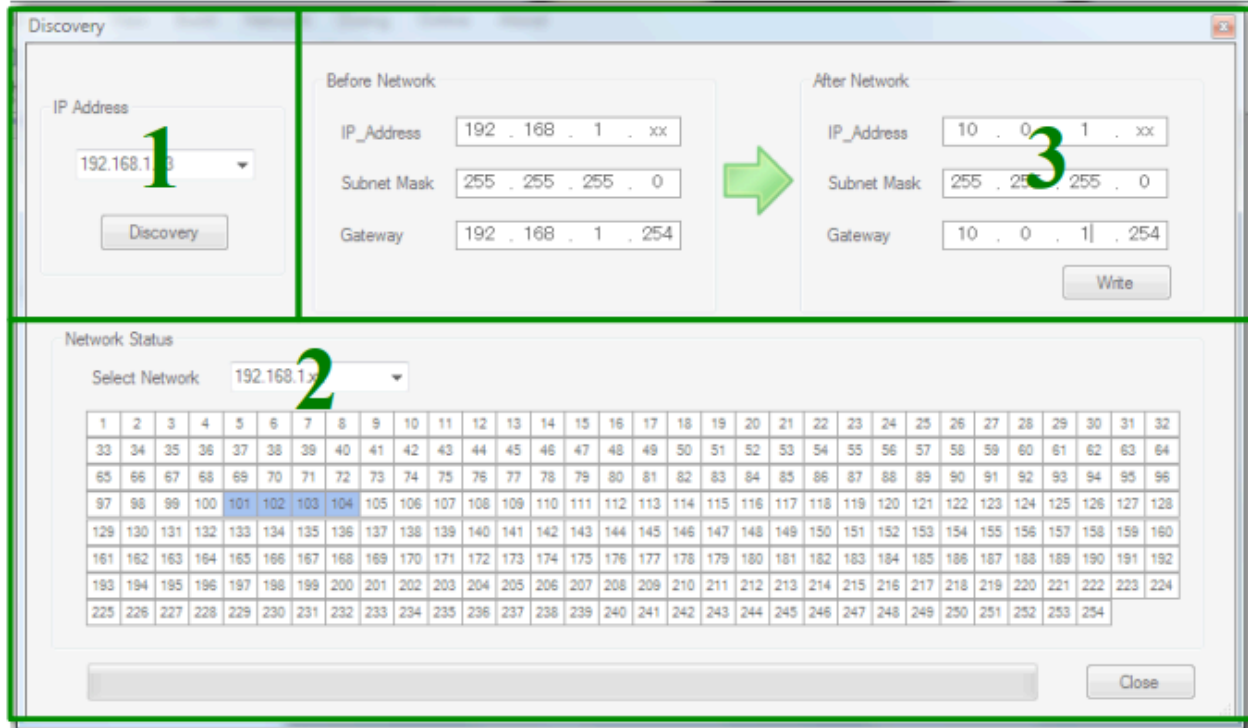 Discovery
IP Address
1
192.168.1. 3
Discovery
Before Network
IP_Address 192 . 168 . 1 . xx
Subnet Mask 255 . 255 . 255 . 0
Gateway 192 . 168 . 1 . 254
After Network
3
IP_Address 10 . 0 . 1 . xx
Subnet Mask 255 . 255 . 255 . 0
Gateway 10 . 0 . 1 . 254
Write
Network Status
2
Select Network 192.168.1.x
1 2 3 4 5 6 7 8 9 10 11 12 13 14 15 16 17 18 19 20 21 22 23 24 25 26 27 28 29 30 31 32
33 34 35 36 37 38 39 40 41 42 43 44 45 46 47 48 49 50 51 52 53 54 55 56 57 58 59 60 61 62 63 64
65 66 67 68 69 70 71 72 73 74 75 76 77 78 79 80 81 82 83 84 85 86 87 88 89 90 91 92 93 94 95 96
97 98 99 100 101 102 103 104 105 106 107 108 109 110 111 112 113 114 115 116 117 118 119 120 121 122 123 124 125 126 127 128
129 130 131 132 133 134 135 136 137 138 139 140 141 142 143 144 145 146 147 148 149 150 151 152 153 154 155 156 157 158 159 160
161 162 163 164 165 166 167 168 169 170 171 172 173 174 175 176 177 178 179 180 181 182 183 184 185 186 187 188 189 190 191 192
193 194 195 196 197 198 199 200 201 202 203 204 205 206 207 208 209 210 211 212 213 214 215 216 217 218 219 220 221 222 223 224
225 226 227 228 229 230 231 232 233 234 235 236 237 238 239 240 241 242 243 244 245 246 247 248 249 250 251 252 253 254
Close